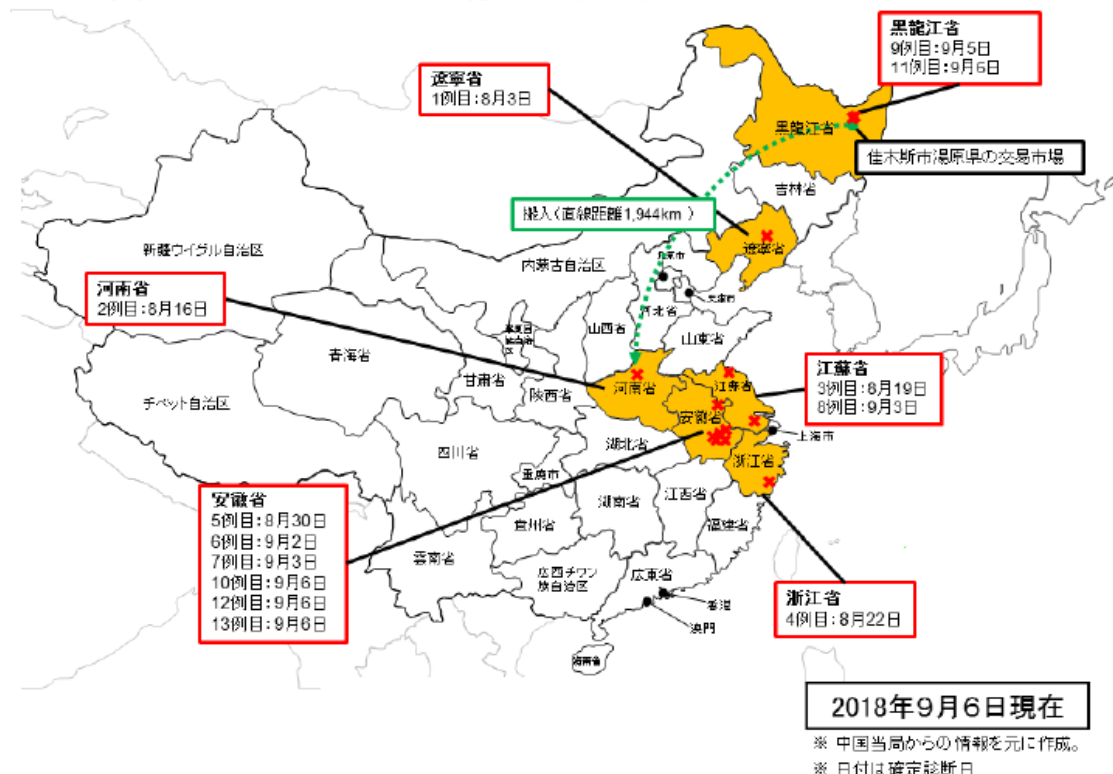 黒龍江省
9例目:9月5日
11例目:9月6日
遼寧省
1例目:8月3日
黒龍江省
佳木斯市湯原県の交易市場
吉林省
搬入(直線距離1,944km )
遼寧省
新疆ウイグル自治区
内蒙古自治区
北京市
天津市
河北省
河南省
2例目:8月16日
山西省
山東省
寧夏回
族自治
区
青海省
甘肃省
陝西省
河南省
江蘇省
江蘇省
3例目:8月19日
8例目:9月3日
チベット自治区
安徽省
上海市
四川省
湖北省
浙江省
重慶市
湖南省
江西省
安徽省
5例目:8月30日
6例目:9月2日
7例目:9月3日
10例目:9月6日
12例目:9月6日
13例目:9月6日
貴州省
福建省
雲南省
広西チワン
族自治区
広東省
香港
澳門
浙江省
4例目:8月22日
海南省
2018年9月6日現在
※ 中国当局からの情報を元に作成。
※ 日付は確定診断日